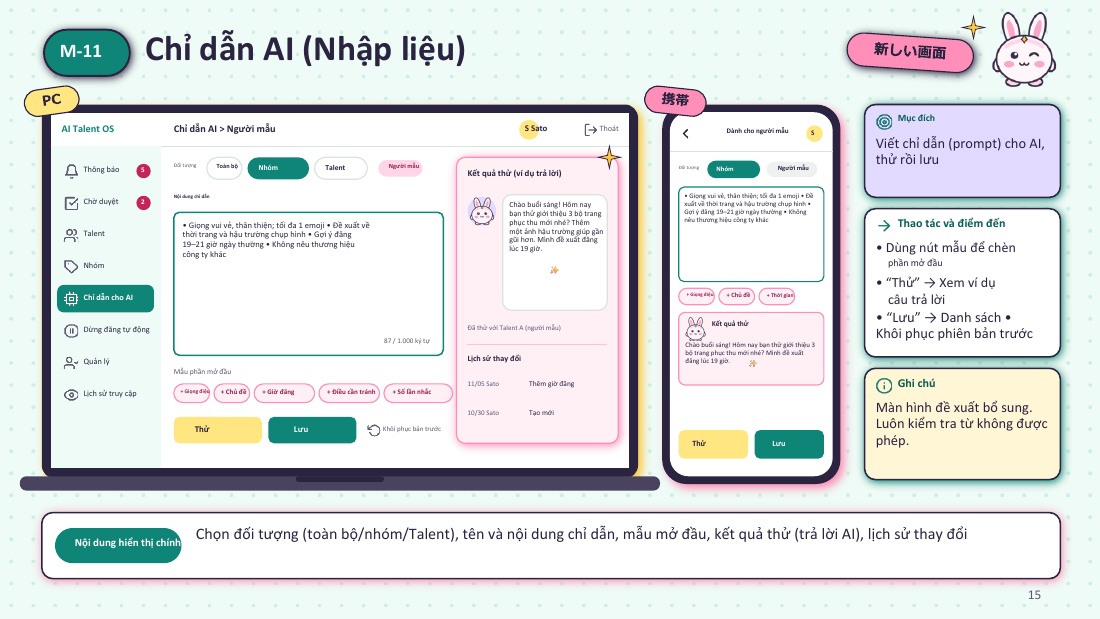 M-11
Chỉ dẫn AI (Nhập liệu)
新しい画面
PC
携帯
AI Talent OS
Chỉ dẫn AI > Người mẫu
S Sato
Thoát
Thông báo
5
Chờ duyệt
2
Talent
Nhóm
Chỉ dẫn cho AI
Dừng đăng tự động
Quản lý
Lịch sử truy cập
Đối tượng
Toàn bộ
Nhóm
Talent
Người mẫu
Nội dung chỉ dẫn
• Giọng vui vẻ, thân thiện; tối đa 1 emoji • Đề xuất về
thời trang và hậu trường chụp hình • Gợi ý đăng
19–21 giờ ngày thường • Không nêu thương hiệu
công ty khác
87 / 1.000 ký tự
Mẫu phần mở đầu
+ Giọng điệu
+ Chủ đề
+ Giờ đăng
+ Điều cần tránh
+ Số lần nhắc
Thử
Lưu
Khôi phục bản trước
Kết quả thử (ví dụ trả lời)
Chào buổi sáng! Hôm nay
bạn thử giới thiệu 3 bộ trang
phục thu mới nhé? Thêm
một ảnh hậu trường giúp gần
gũi hơn. Mình đề xuất đăng
lúc 19 giờ.
Đã thử với Talent A (người mẫu)
Lịch sử thay đổi
11/05 Sato
Thêm giờ đăng
10/30 Sato
Tạo mới
Dành cho người mẫu
S
Đối tượng
Nhóm
Người mẫu
• Giọng vui vẻ, thân thiện; tối đa 1 emoji • Đề
xuất về thời trang và hậu trường chụp hình •
Gợi ý đăng 19–21 giờ ngày thường • Không
nêu thương hiệu công ty khác
+ Giọng điệu
+ Chủ đề
+ Thời gian
Kết quả thử
Chào buổi sáng! Hôm nay bạn thử giới thiệu 3
bộ trang phục thu mới nhé? Mình đề xuất
đăng lúc 19 giờ.
Thử
Lưu
Mục đích
Viết chỉ dẫn (prompt) cho AI,
thử rồi lưu
Thao tác và điểm đến
• Dùng nút mẫu để chèn
phần mở đầu
• “Thử” → Xem ví dụ
câu trả lời
• “Lưu” → Danh sách •
Khôi phục phiên bản trước
Ghi chú
Màn hình đề xuất bổ sung.
Luôn kiểm tra từ không được
phép.
Nội dung hiển thị chính
Chọn đối tượng (toàn bộ/nhóm/Talent), tên và nội dung chỉ dẫn, mẫu mở đầu, kết quả thử (trả lời AI), lịch sử thay đổi
15